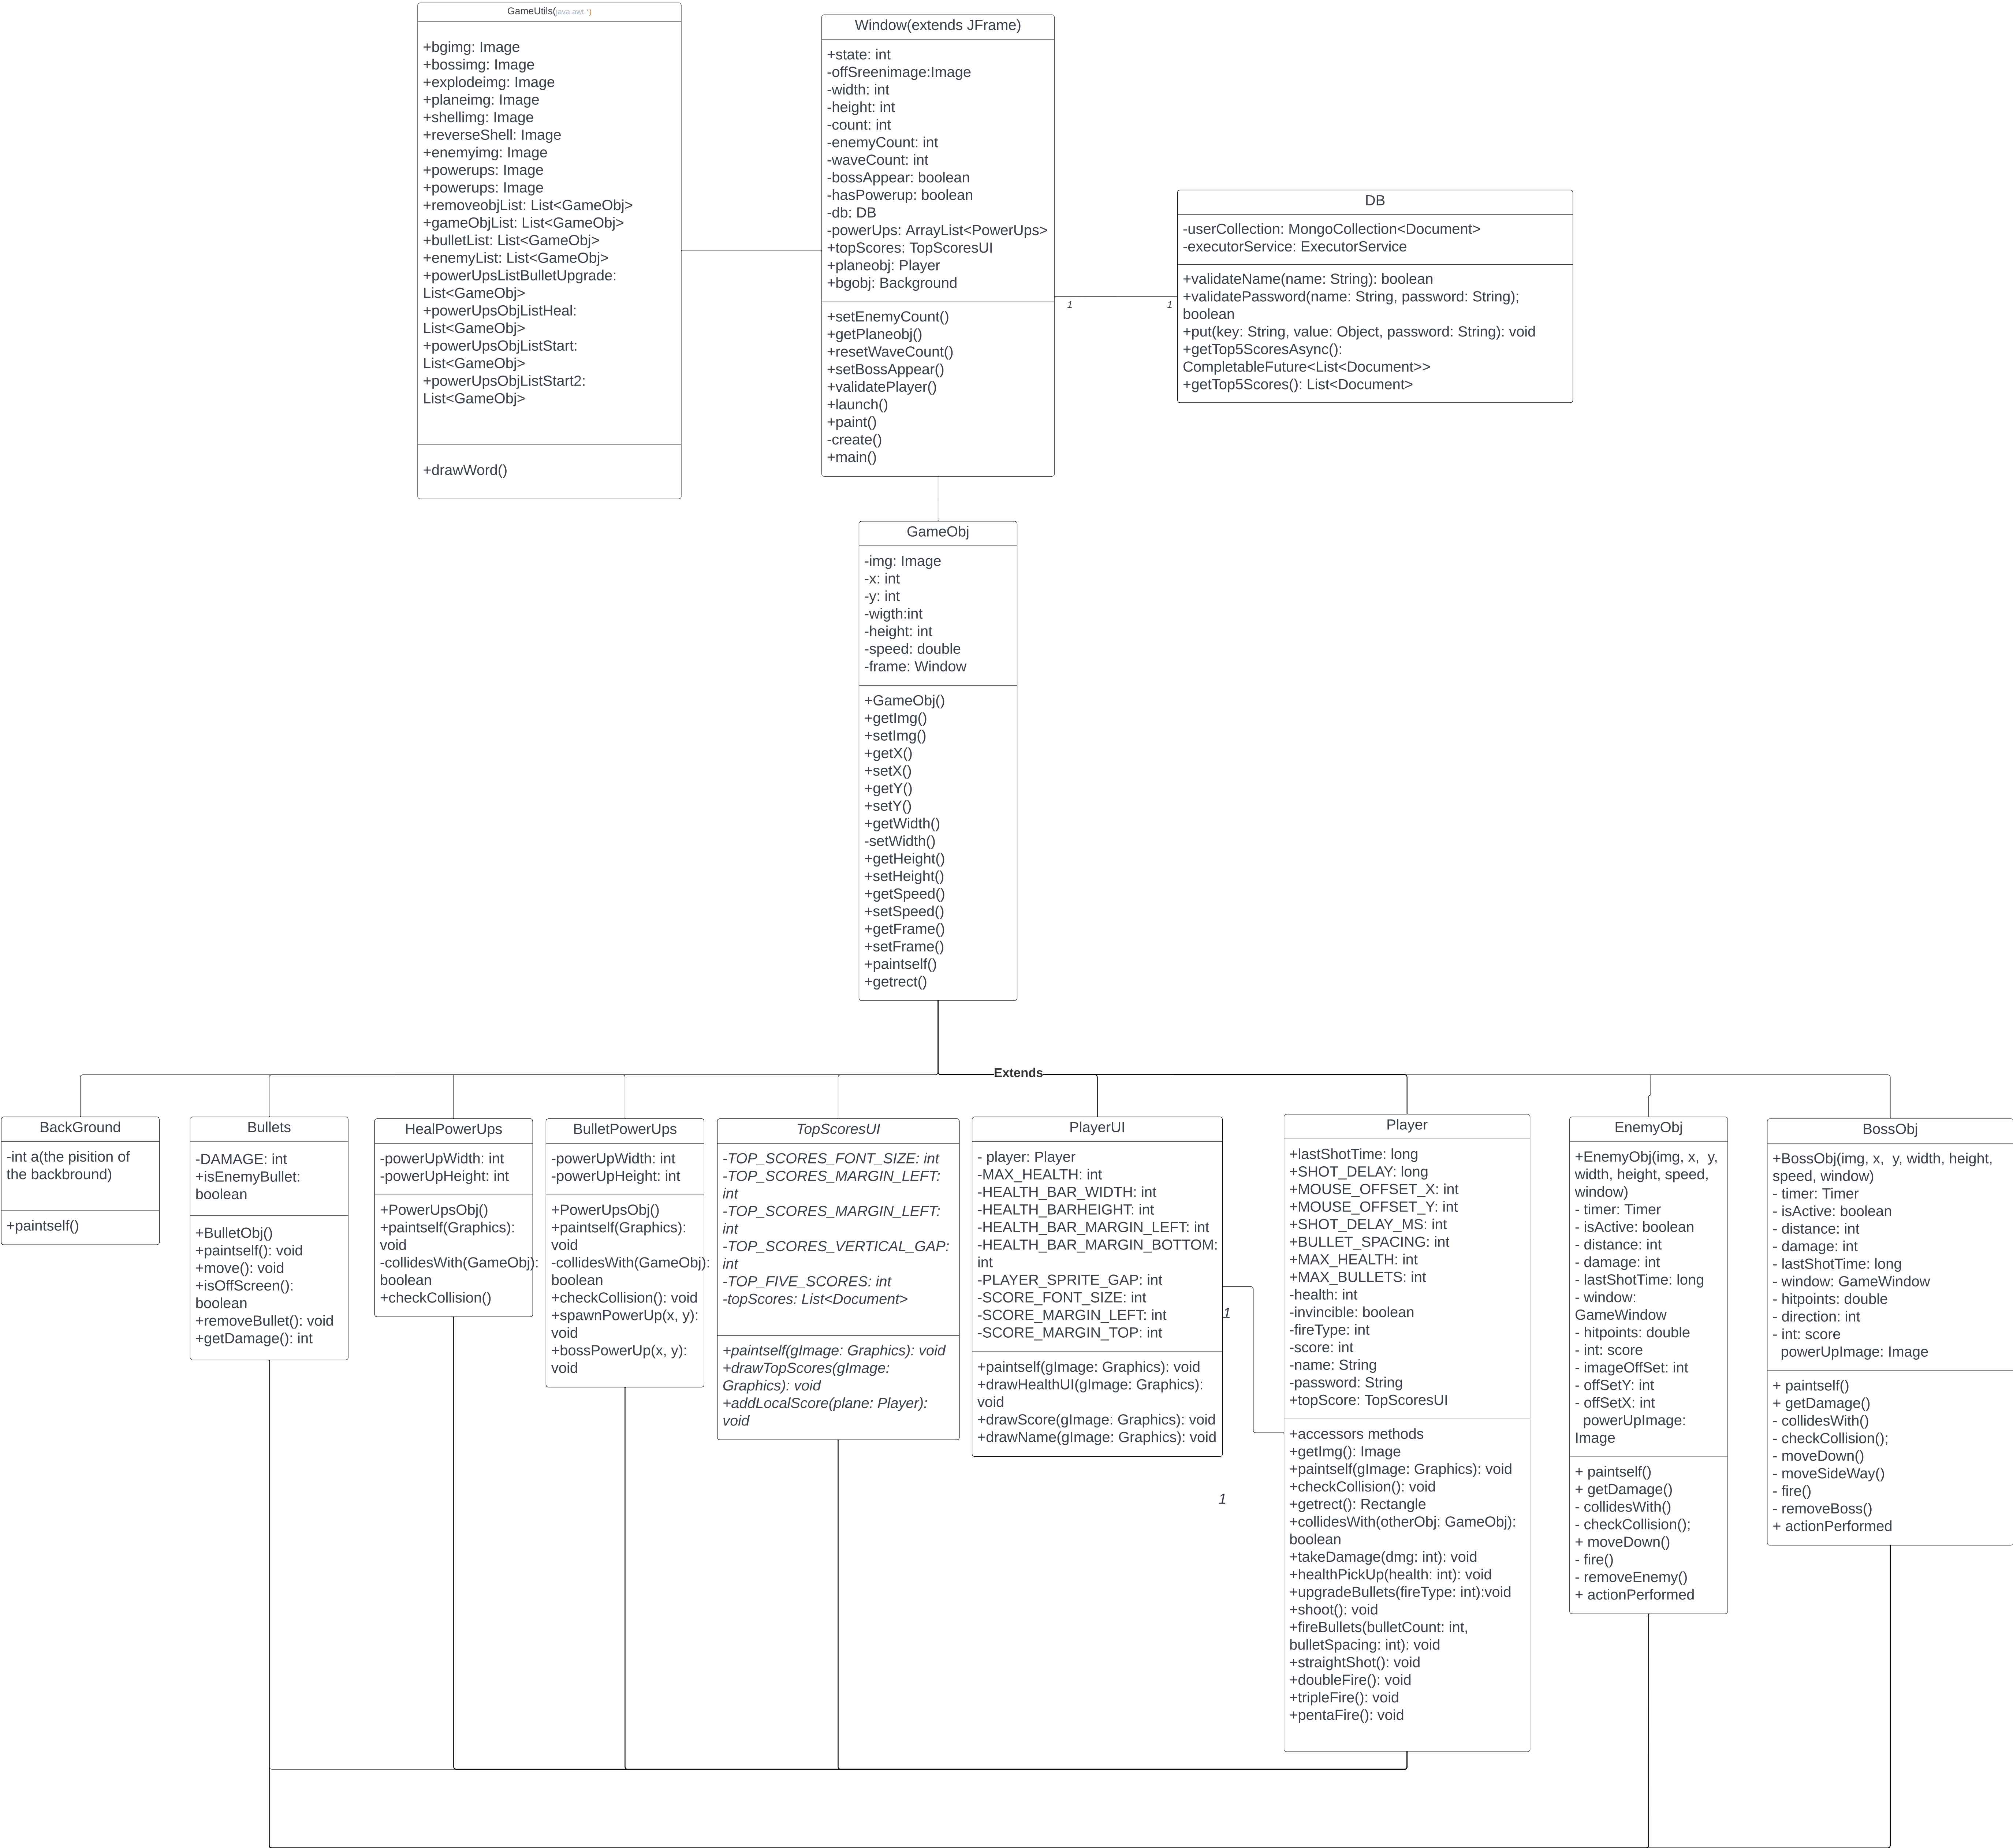 GameUtils(java.awt.*)
+bgimg: Image
+bossimg: Image
+explodeimg: Image
+planeimg: Image
+shellimg: Image
+reverseShell: Image
+enemyimg: Image
+powerups: Image
+powerups: Image
+removeobjList: List<GameObj>
+gameObjList: List<GameObj>
+bulletList: List<GameObj>
+enemyList: List<GameObj>
+powerUpsListBulletUpgrade:
List<GameObj>
+powerUpsObjListHeal:
List<GameObj>
+powerUpsObjListStart:
List<GameObj>
+powerUpsObjListStart2:
List<GameObj>
+drawWord()
Window(extends JFrame)
+state: int
-offSreenimage:Image
-width: int
-height: int
-count: int
-enemyCount: int
-waveCount: int
-bossAppear: boolean
-hasPowerup: boolean
-db: DB
-powerUps: ArrayList<PowerUps>
+topScores: TopScoresUI
+planeobj: Player
+bgobj: Background
+setEnemyCount()
+getPlaneobj()
+resetWaveCount()
+setBossAppear()
+validatePlayer()
+launch()
+paint()
-create()
+main()
1
1
DB
-userCollection: MongoCollection<Document>
-executorService: ExecutorService
+validateName(name: String): boolean
+validatePassword(name: String, password: String);
boolean
+put(key: String, value: Object, password: String): void
+getTop5ScoresAsync():
CompletableFuture<List<Document>>
+getTop5Scores(): List<Document>
GameObj
-img: Image
-x: int
-y: int
-wigth:int
-height: int
-speed: double
-frame: Window
+GameObj()
+getImg()
+setImg()
+getX()
+setX()
+getY()
+setY()
+getWidth()
-setWidth()
+getHeight()
+setHeight()
+getSpeed()
+setSpeed()
+getFrame()
+setFrame()
+paintself()
+getrect()
Extends
BackGround
-int a(the pisition of
the backbround)
+paintself()
Bullets
-DAMAGE: int
+isEnemyBullet:
boolean
+BulletObj()
+paintself(): void
+move(): void
+isOffScreen():
boolean
+removeBullet(): void
+getDamage(): int
HealPowerUps
-powerUpWidth: int
-powerUpHeight: int
+PowerUpsObj()
+paintself(Graphics):
void
-collidesWith(GameObj):
boolean
+checkCollision()
BulletPowerUps
-powerUpWidth: int
-powerUpHeight: int
+PowerUpsObj()
+paintself(Graphics):
void
-collidesWith(GameObj):
boolean
+checkCollision(): void
+spawnPowerUp(x, y):
void
+bossPowerUp(x, y):
void
TopScoresUI
-TOP_SCORES_FONT_SIZE: int
-TOP_SCORES_MARGIN_LEFT:
int
-TOP_SCORES_MARGIN_LEFT:
int
-TOP_SCORES_VERTICAL_GAP:
int
-TOP_FIVE_SCORES: int
-topScores: List<Document>
+paintself(gImage: Graphics): void
+drawTopScores(gImage:
Graphics): void
+addLocalScore(plane: Player):
void
PlayerUI
- player: Player
-MAX_HEALTH: int
-HEALTH_BAR_WIDTH: int
-HEALTH_BARHEIGHT: int
-HEALTH_BAR_MARGIN_LEFT: int
-HEALTH_BAR_MARGIN_BOTTOM:
int
-PLAYER_SPRITE_GAP: int
-SCORE_FONT_SIZE: int
-SCORE_MARGIN_LEFT: int
-SCORE_MARGIN_TOP: int
+paintself(gImage: Graphics): void
+drawHealthUI(gImage: Graphics):
void
+drawScore(gImage: Graphics): void
+drawName(gImage: Graphics): void
1
1
Player
+lastShotTime: long
+SHOT_DELAY: long
+MOUSE_OFFSET_X: int
+MOUSE_OFFSET_Y: int
+SHOT_DELAY_MS: int
+BULLET_SPACING: int
+MAX_HEALTH: int
+MAX_BULLETS: int
-health: int
-invincible: boolean
-fireType: int
-score: int
-name: String
-password: String
+topScore: TopScoresUI
+accessors methods
+getImg(): Image
+paintself(gImage: Graphics): void
+checkCollision(): void
+getrect(): Rectangle
+collidesWith(otherObj: GameObj):
boolean
+takeDamage(dmg: int): void
+healthPickUp(health: int): void
+upgradeBullets(fireType: int):void
+shoot(): void
+fireBullets(bulletCount: int,
bulletSpacing: int): void
+straightShot(): void
+doubleFire(): void
+tripleFire(): void
+pentaFire(): void
EnemyObj
+EnemyObj(img, x, y,
width, height, speed,
window)
- timer: Timer
- isActive: boolean
- distance: int
- damage: int
- lastShotTime: long
- window:
GameWindow
- hitpoints: double
- int: score
- imageOffSet: int
- offSetY: int
- offSetX: int
powerUpImage:
Image
+ paintself()
+ getDamage()
- collidesWith()
- checkCollision();
+ moveDown()
- fire()
- removeEnemy()
+ actionPerformed
BossObj
+BossObj(img, x, y, width, height,
speed, window)
- timer: Timer
- isActive: boolean
- distance: int
- damage: int
- lastShotTime: long
- window: GameWindow
- hitpoints: double
- direction: int
- int: score
powerUpImage: Image
+ paintself()
+ getDamage()
- collidesWith()
- checkCollision();
- moveDown()
- moveSideWay()
- fire()
- removeBoss()
+ actionPerformed